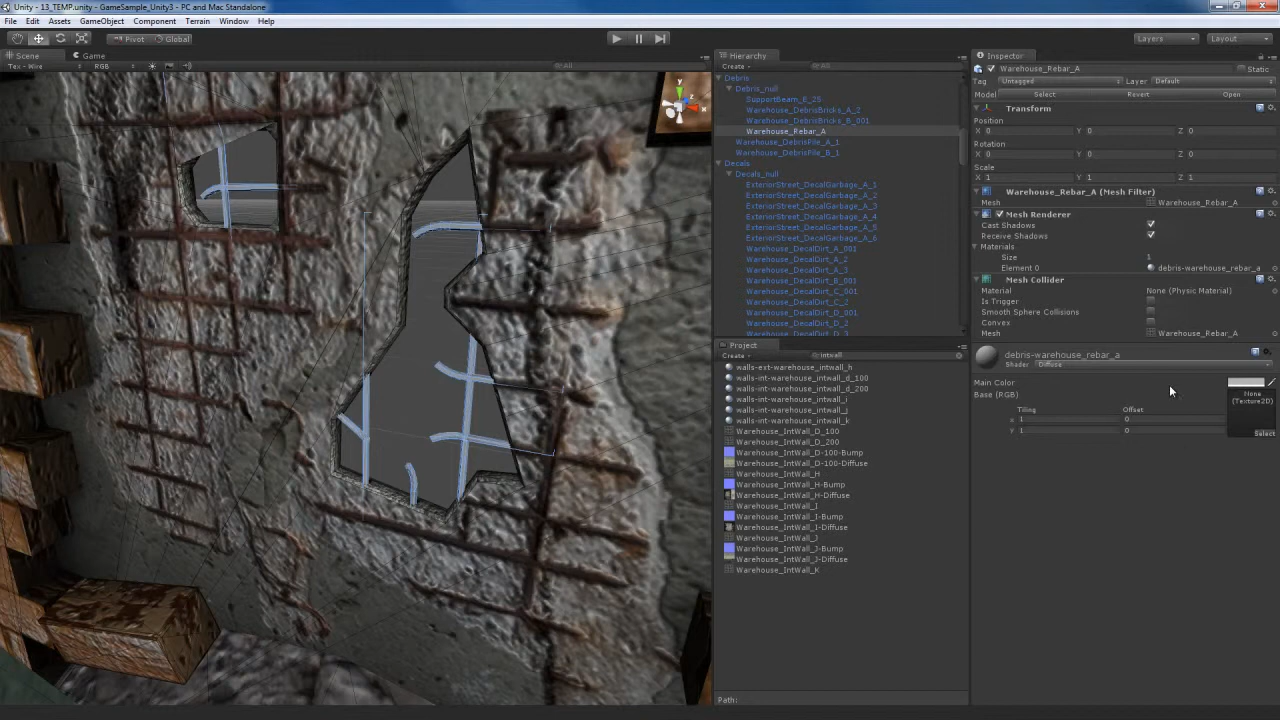 Unity - 13_TEMP.unity - GameSample_Unity3 - PC and Mac Standalone
File Edit Assets GameObject Component Terrain Window Help
Pivot Global Layers Layout
Scene Game
Tex - Wire RGB All
Hierarchy
Create All
Debris
Debris_null
SupportBeam_E_25
Warehouse_DebrisBricks_A_2
Warehouse_DebrisBricks_B_001
Warehouse_Rebar_A
Warehouse_DebrisPile_A_1
Warehouse_DebrisPile_B_1
Decals
Decals_null
ExteriorStreet_DecalGarbage_A_1
ExteriorStreet_DecalGarbage_A_2
ExteriorStreet_DecalGarbage_A_3
ExteriorStreet_DecalGarbage_A_4
ExteriorStreet_DecalGarbage_A_5
ExteriorStreet_DecalGarbage_A_6
Warehouse_DecalDirt_A_001
Warehouse_DecalDirt_A_2
Warehouse_DecalDirt_A_3
Warehouse_DecalDirt_B_001
Warehouse_DecalDirt_C_001
Warehouse_DecalDirt_C_2
Warehouse_DecalDirt_D_001
Warehouse_DecalDirt_D_2
Warehouse_DecalDirt_D_3
Project
Create intwall
walls-ext-warehouse_intwall_h
walls-int-warehouse_intwall_d_100
walls-int-warehouse_intwall_d_200
walls-int-warehouse_intwall_i
walls-int-warehouse_intwall_j
walls-int-warehouse_intwall_k
Warehouse_IntWall_D_100
Warehouse_IntWall_D_200
Warehouse_IntWall_D-100-Bump
Warehouse_IntWall_D-100-Diffuse
Warehouse_IntWall_H
Warehouse_IntWall_H-Bump
Warehouse_IntWall_H-Diffuse
Warehouse_IntWall_I
Warehouse_IntWall_I-Bump
Warehouse_IntWall_I-Diffuse
Warehouse_IntWall_J
Warehouse_IntWall_J-Bump
Warehouse_IntWall_J-Diffuse
Warehouse_IntWall_K
Path:
Inspector
Warehouse_Rebar_A Static
Tag Untagged Layer Default
Model Select Revert Open
Transform
Position
X 0 Y 0 Z 0
Rotation
X 0 Y 0 Z 0
Scale
X 1 Y 1 Z 1
Warehouse_Rebar_A (Mesh Filter)
Mesh Warehouse_Rebar_A
Mesh Renderer
Cast Shadows
Receive Shadows
Materials
Size 1
Element 0 debris-warehouse_rebar_a
Mesh Collider
Material None (Physic Material)
Is Trigger
Smooth Sphere Collisions
Convex
Mesh Warehouse_Rebar_A
debris-warehouse_rebar_a
Shader Diffuse
Main Color
Base (RGB) None (Texture2D)
Tiling Offset
x 1 0
y 1 0
Select